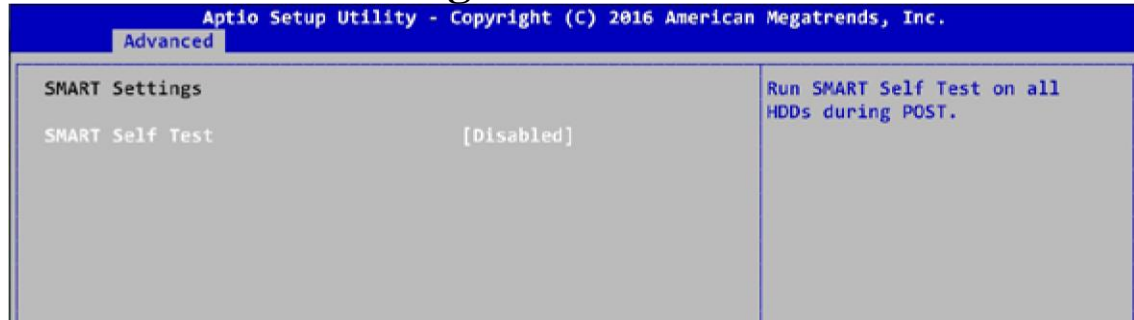 Aptio Setup Utility - Copyright (C) 2016 American Megatrends, Inc.
Advanced
SMART Settings
Run SMART Self Test on all
HDDs during POST.
SMART Self Test [Disabled]